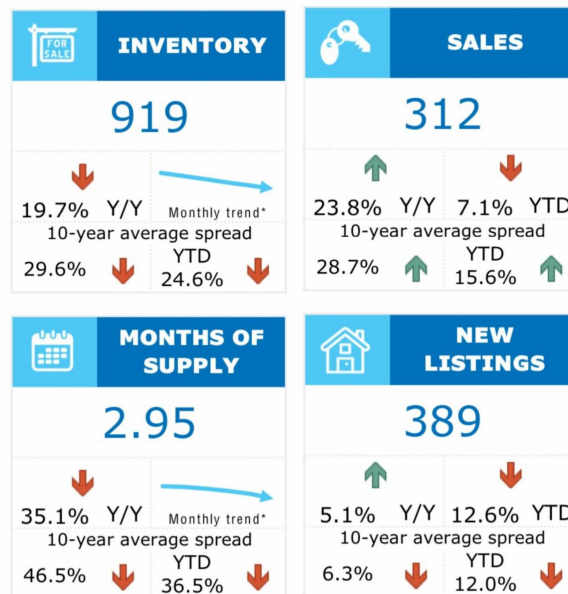 FOR
SALE
INVENTORY
919
19.7% Y/Y
Monthly trend*
10-year average spread
29.6%
YTD
24.6%
SALES
312
23.8% Y/Y
7.1% YTD
10-year average spread
28.7%
YTD
15.6%
MONTHS OF
SUPPLY
2.95
35.1% Y/Y
Monthly trend*
10-year average spread
46.5%
YTD
36.5%
NEW
LISTINGS
389
5.1% Y/Y
12.6% YTD
10-year average spread
6.3%
YTD
12.0%